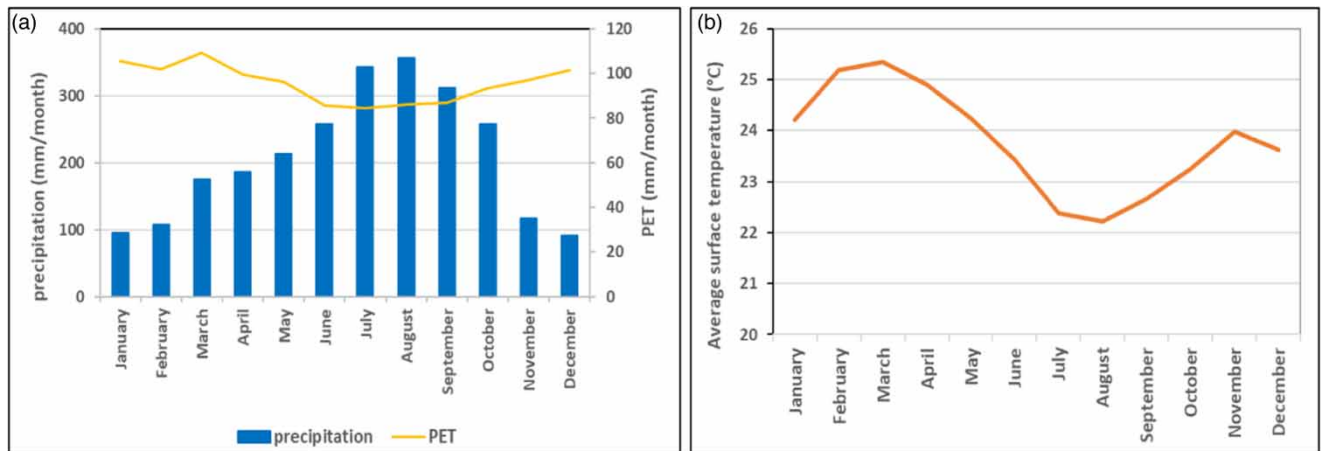 (a)
400
300
200
100
0
precipitation (mm/month)
120
100
80
60
40
20
0
PET (mm/month)
January
February
March
April
May
June
July
August
September
October
November
December
precipitation
PET
(b)
26
25
24
23
22
21
20
Average surface temperature (°C)
January
February
March
April
May
June
July
August
September
October
November
December